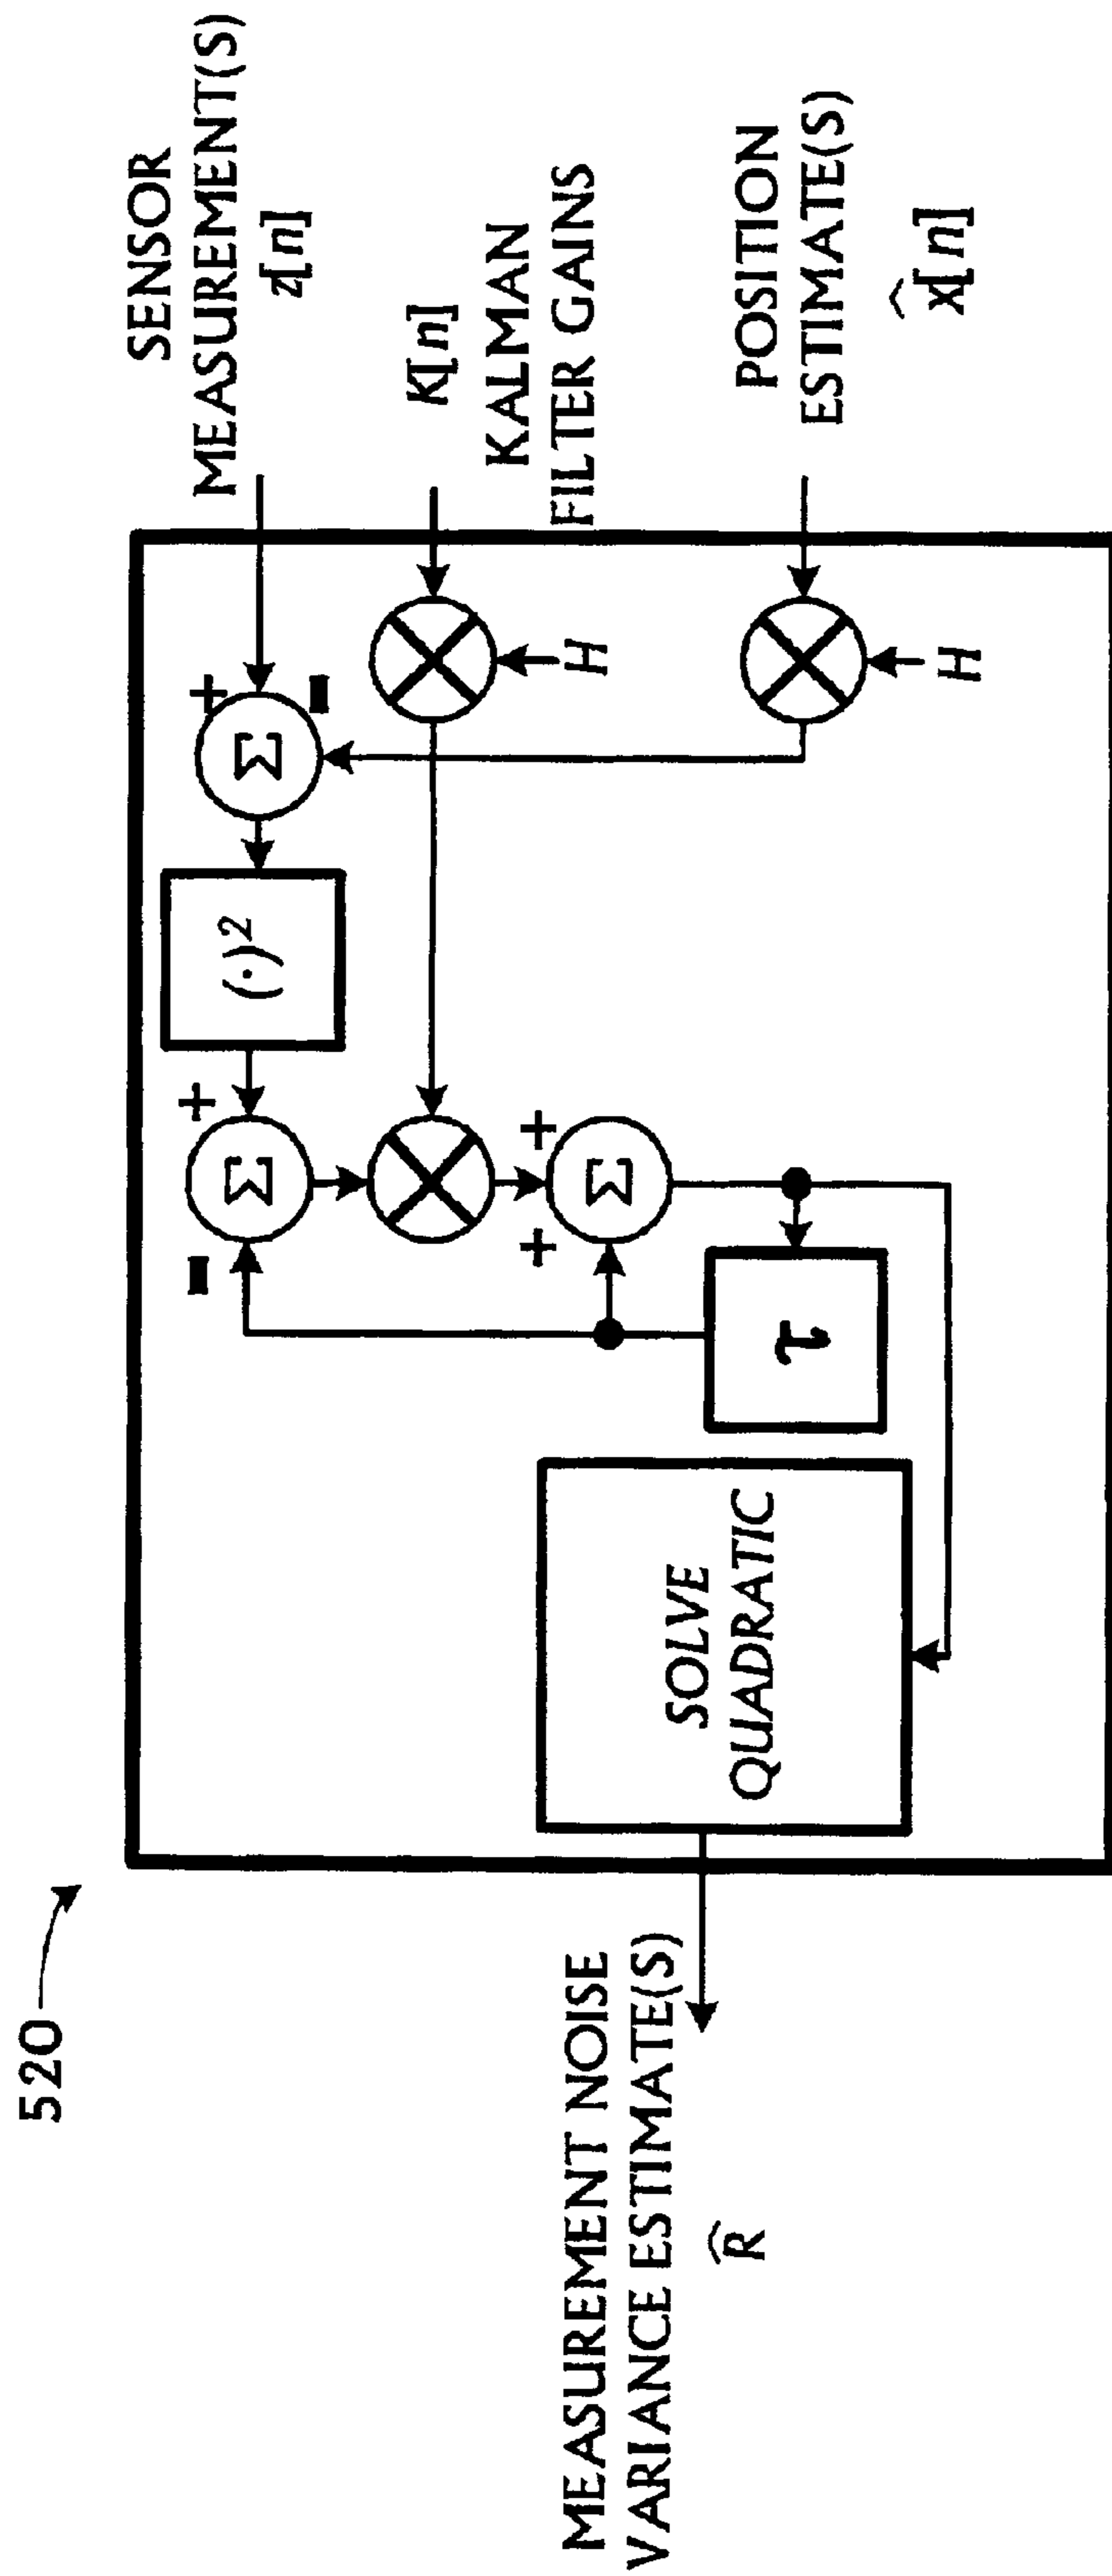 520
SENSOR
MEASUREMENT(S)
z[n]
K[n]
KALMAN
FILTER GAINS
POSITION
ESTIMATE(S)
x̂[n]
+
−
Σ
H
H
(·)²
+
−
Σ
+
+
Σ
τ
SOLVE
QUADRATIC
MEASUREMENT NOISE
VARIANCE ESTIMATE(S)
R̂